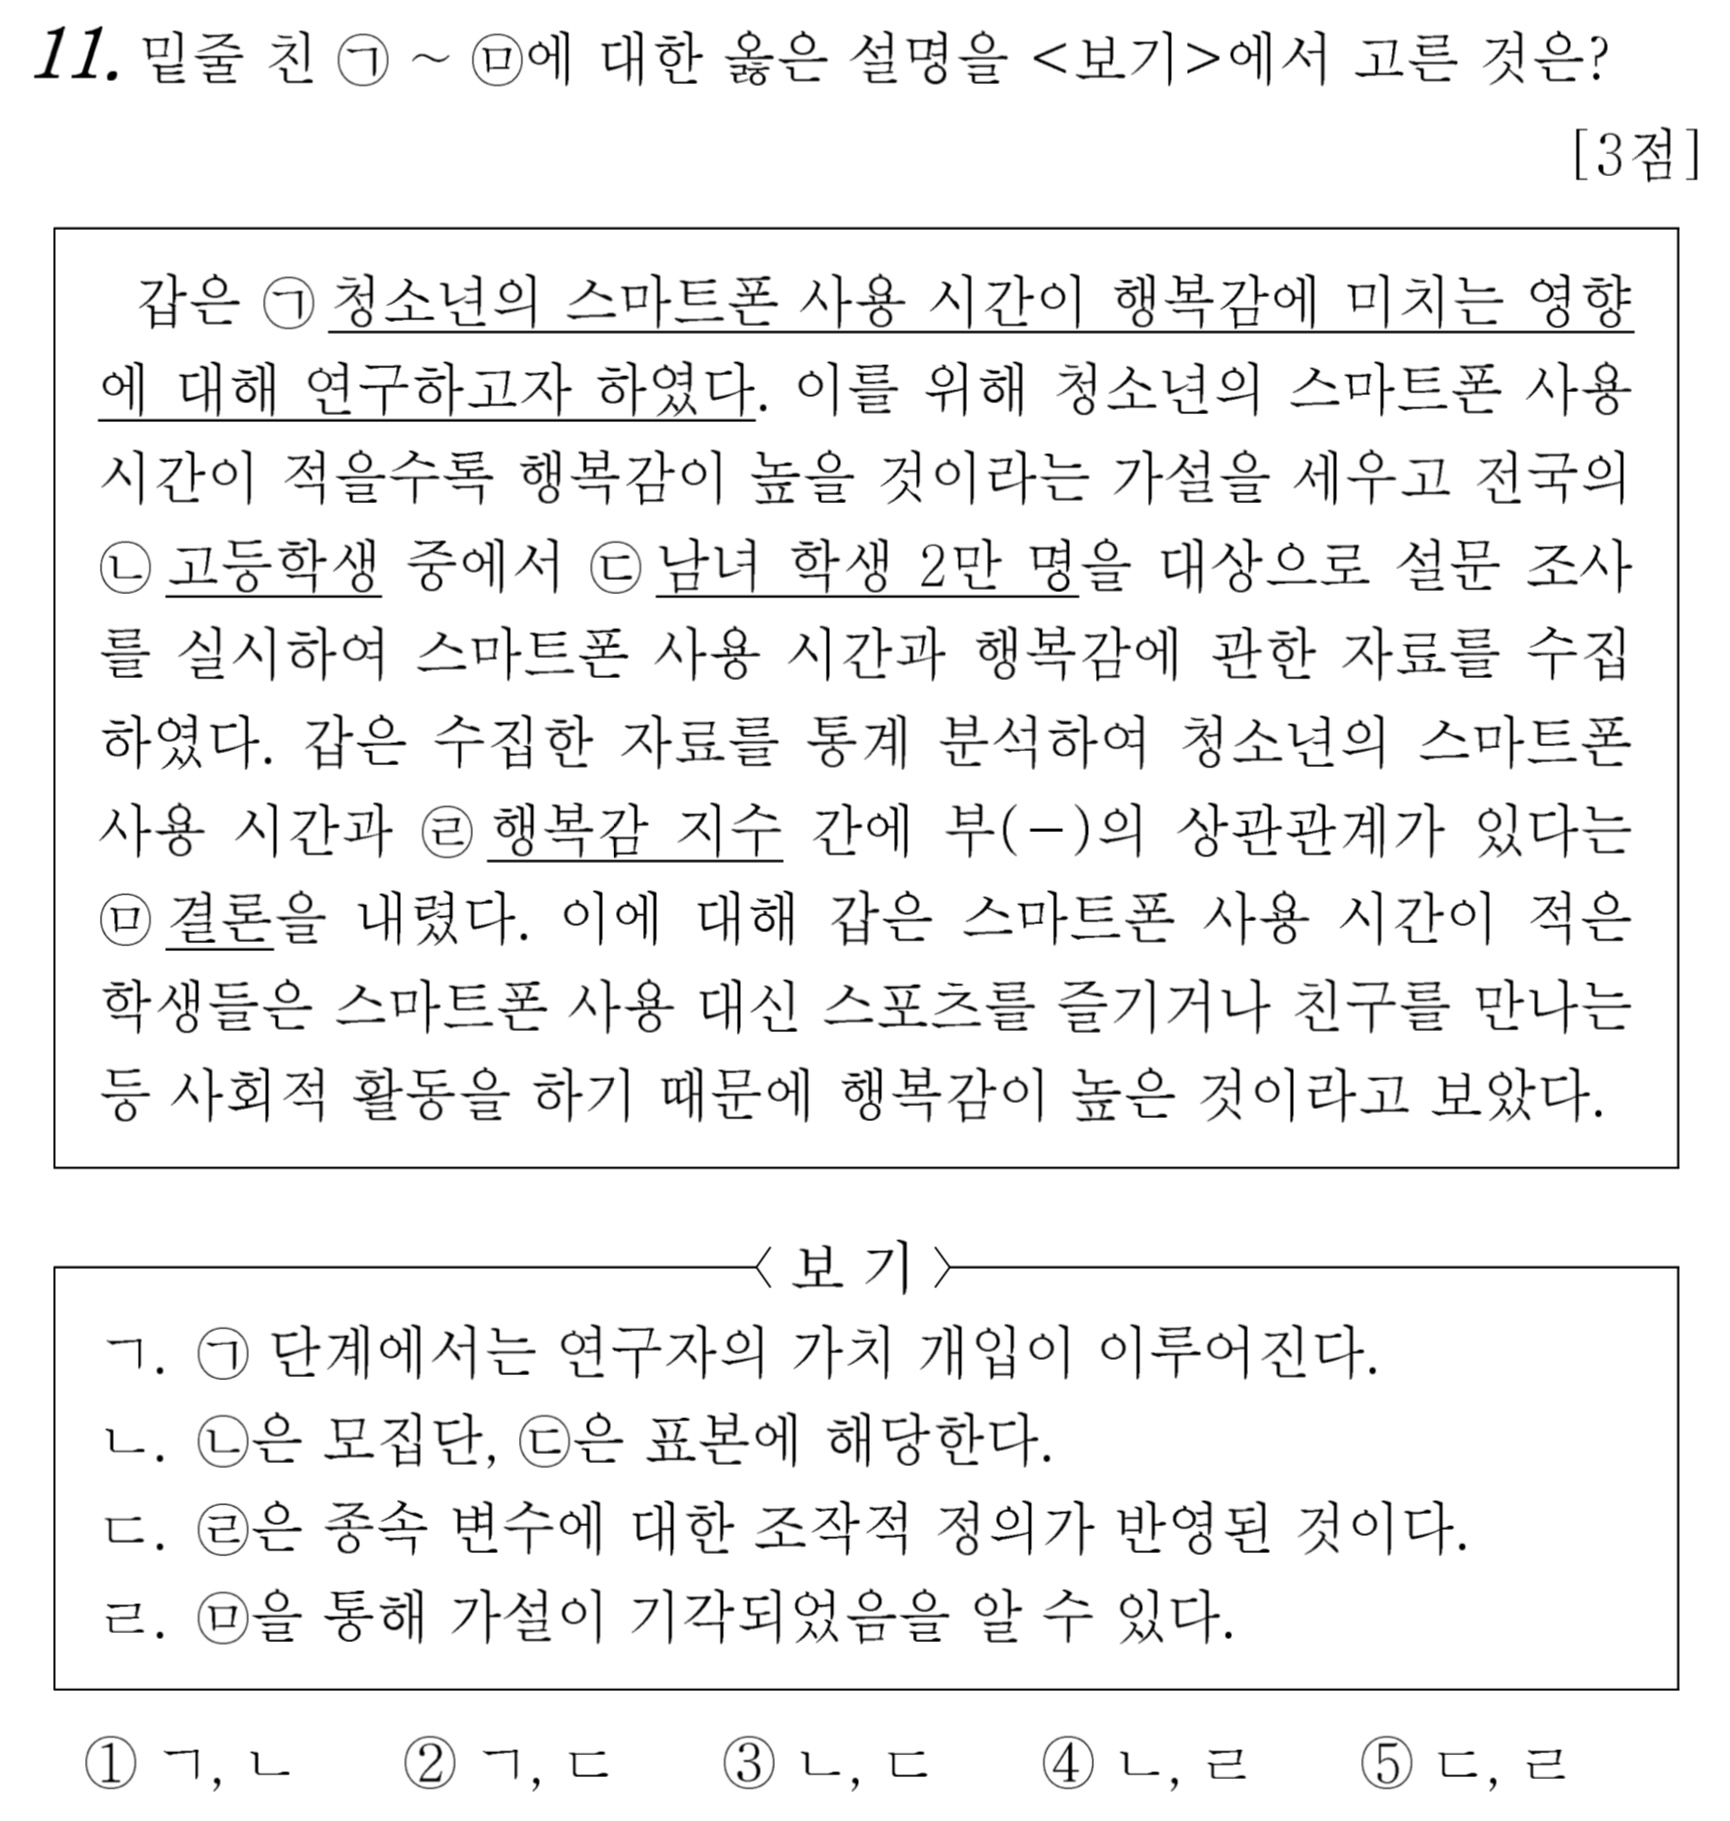 11. 밑줄 친 ㉠ ~ ㉤에 대한 옳은 설명을 <보기>에서 고른 것은?
[3점]
갑은 ㉠ 청소년의 스마트폰 사용 시간이 행복감에 미치는 영향
에 대해 연구하고자 하였다. 이를 위해 청소년의 스마트폰 사용
시간이 적을수록 행복감이 높을 것이라는 가설을 세우고 전국의
㉡ 고등학생 중에서 ㉢ 남녀 학생 2만 명을 대상으로 설문 조사
를 실시하여 스마트폰 사용 시간과 행복감에 관한 자료를 수집
하였다. 갑은 수집한 자료를 통계 분석하여 청소년의 스마트폰
사용 시간과 ㉣ 행복감 지수 간에 부(-)의 상관관계가 있다는
㉤ 결론을 내렸다. 이에 대해 갑은 스마트폰 사용 시간이 적은
학생들은 스마트폰 사용 대신 스포츠를 즐기거나 친구를 만나는
등 사회적 활동을 하기 때문에 행복감이 높은 것이라고 보았다.
〈 보 기 〉
ㄱ. ㉠ 단계에서는 연구자의 가치 개입이 이루어진다.
ㄴ. ㉡은 모집단, ㉢은 표본에 해당한다.
ㄷ. ㉣은 종속 변수에 대한 조작적 정의가 반영된 것이다.
ㄹ. ㉤을 통해 가설이 기각되었음을 알 수 있다.
① ㄱ, ㄴ ② ㄱ, ㄷ ③ ㄴ, ㄷ ④ ㄴ, ㄹ ⑤ ㄷ, ㄹ